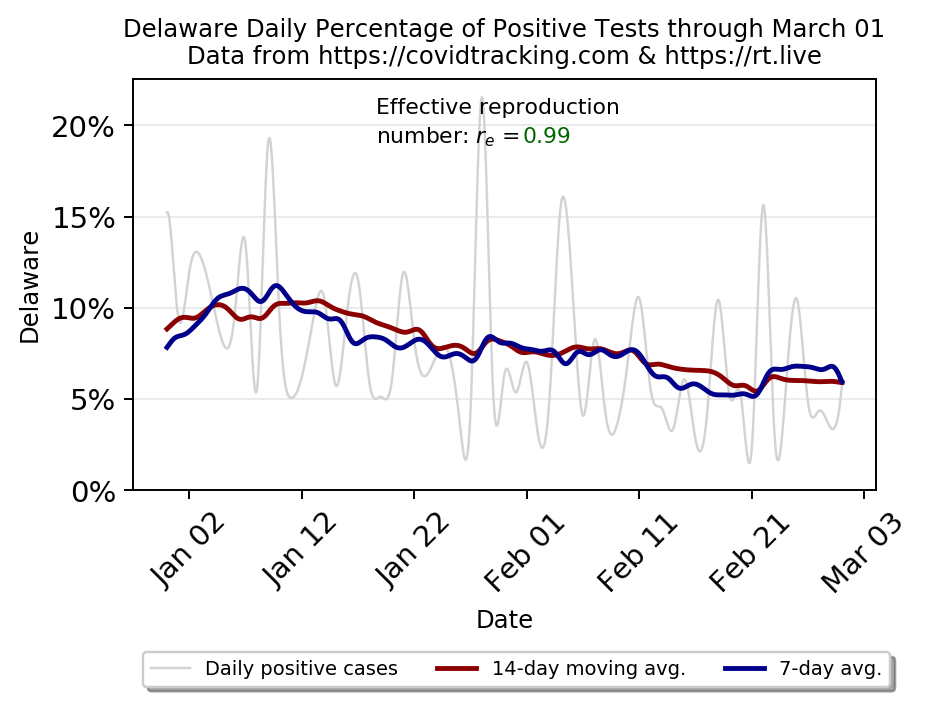 Delaware Daily Percentage of Positive Tests through March 01
Data from https://covidtracking.com & https://rt.live
Effective reproduction
number: rₑ =0.99
20%
15%
10%
5%
0%
Delaware
Jan 02
Jan 12
Jan 22
Feb 01
Feb 11
Feb 21
Mar 03
Date
Daily positive cases
14-day moving avg.
7-day avg.